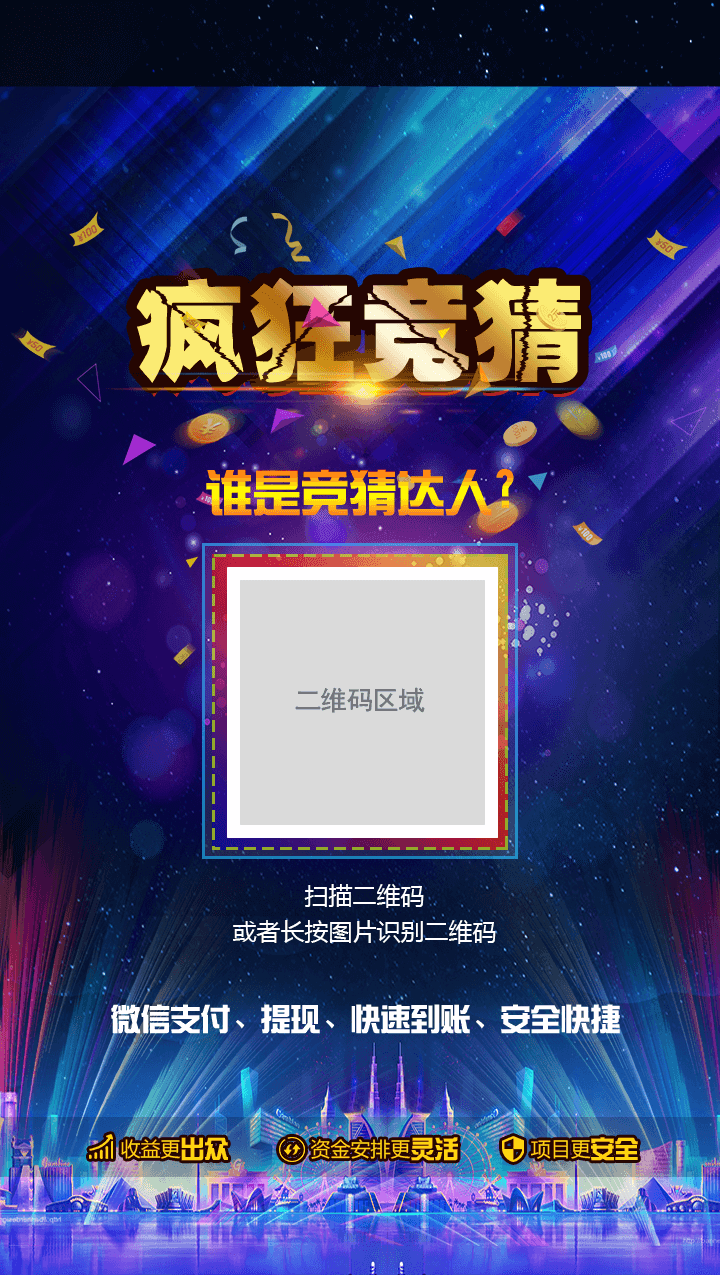 疯狂竞猜
谁是竞猜达人?
二维码区域
扫描二维码
或者长按图片识别二维码
微信支付、提现、快速到账、安全快捷
收益更出众 资金安排更灵活 项目更安全